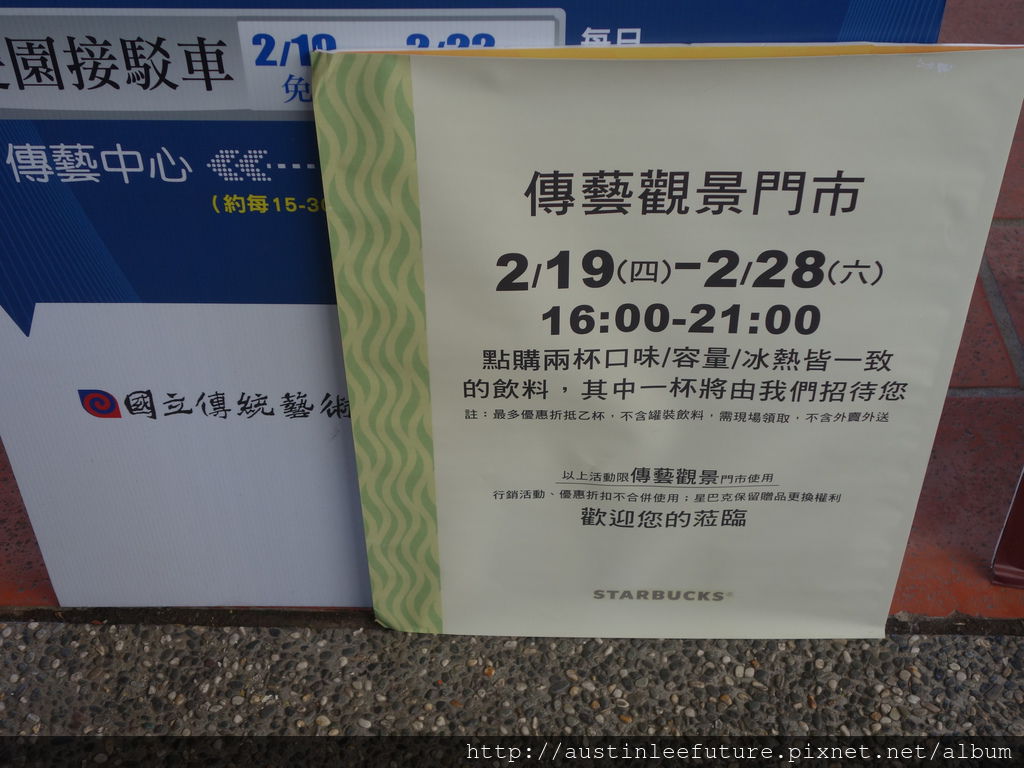 園接駁車
2/19
2/22
每日
免
傳藝中心
(約每15-30
國立傳統藝術
傳藝觀景門市
2/19(四)-2/28(六)
16:00-21:00
點購兩杯口味/容量/冰熱皆一致
的飲料，其中一杯將由我們招待您
註：最多優惠折抵乙杯，不含罐裝飲料，需現場領取，不含外賣外送
以上活動限傳藝觀景門市使用
行銷活動、優惠折扣不合併使用；星巴克保留贈品更換權利
歡迎您的蒞臨
STARBUCKS®
http://austinleefuture.pixnet.net/album